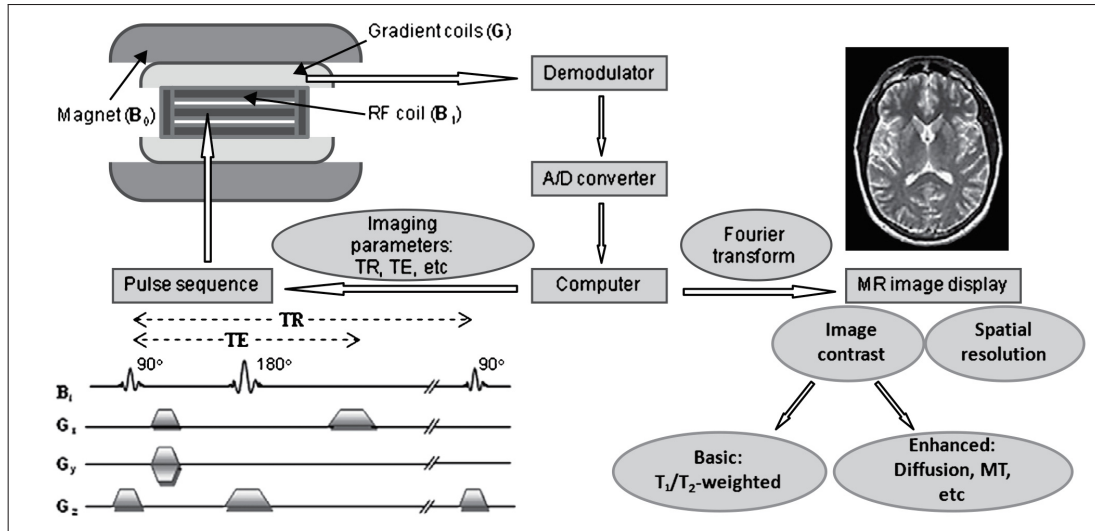 Gradient coils (G)
Magnet (B₀)
RF coil (B₁)
Demodulator
A/D converter
Imaging
parameters:
TR, TE, etc
Fourier
transform
Pulse sequence
Computer
MR image display
Image
contrast
Spatial
resolution
Basic:
T₁/T₂-weighted
Enhanced:
Diffusion, MT,
etc
TR
TE
90° 180° 90°
B₁
Gₓ
Gᵧ
G_z